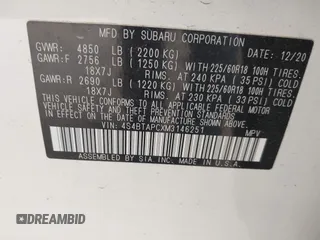 MFD BY SUBARU CORPORATION
GVWR: 4850 LB (2200 KG) 12/20
GAWR:F 2756 LB (1250 KG) WITH 225/60R18 100H TIRES,
18X7J RIMS, AT 240 KPA ( 35 PSI) COLD
GAWR:R 2690 LB (1220 KG) WITH 225/60R18 100H TIRES,
18X7J RIMS, AT 230 KPA ( 33 PSI) COLD
THIS VEHICLE CONFORMS TO ALL APPLICABLE FEDERAL MOTOR
VEHICLE SAFETY, BUMPER, AND THEFT PREVENTION STANDARDS
IN EFFECT ON THE DATE OF MANUFACTURE SHOWN ABOVE.
VIN: 4S4BTAPCXM3146251 MPV
ASSEMBLED BY SIA INC. MADE IN U.S.A.
DREAMBID